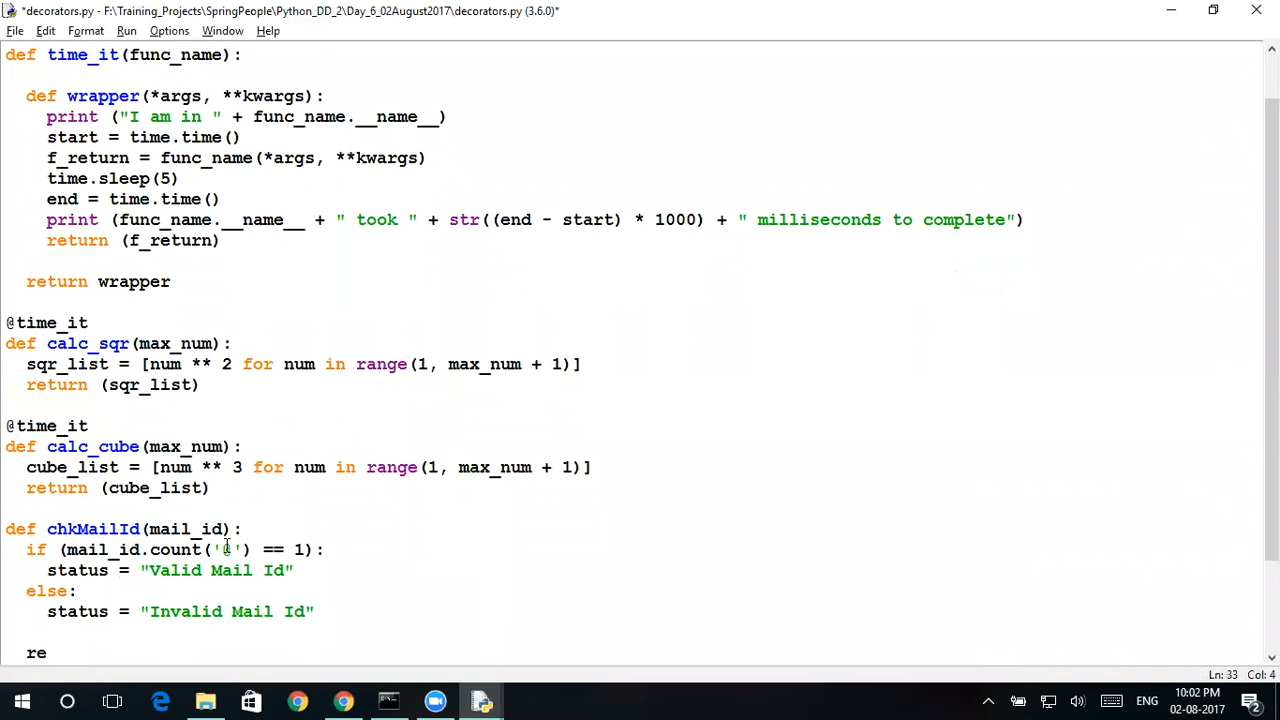 *decorators.py - F:\Training_Projects\SpringPeople\Python_DD_2\Day_6_02August2017\decorators.py (3.6.0)*
File Edit Format Run Options Window Help
def time_it(func_name):
def wrapper(*args, **kwargs):
print ("I am in " + func_name.__name__)
start = time.time()
f_return = func_name(*args, **kwargs)
time.sleep(5)
end = time.time()
print (func_name.__name__ + " took " + str((end - start) * 1000) + " milliseconds to complete")
return (f_return)
return wrapper
@time_it
def calc_sqr(max_num):
sqr_list = [num ** 2 for num in range(1, max_num + 1)]
return (sqr_list)
@time_it
def calc_cube(max_num):
cube_list = [num ** 3 for num in range(1, max_num + 1)]
return (cube_list)
def chkMailId(mail_id):
if (mail_id.count('@') == 1):
status = "Valid Mail Id"
else:
status = "Invalid Mail Id"
re
Ln: 33 Col: 4
ENG
10:02 PM
02-08-2017
2